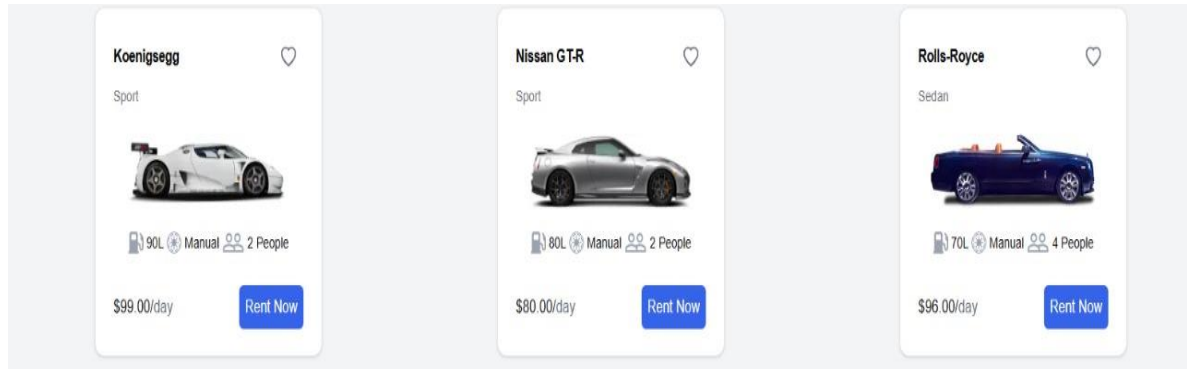 Koenigsegg
Sport
90L Manual 2 People
$99.00/day Rent Now
Nissan GT-R
Sport
80L Manual 2 People
$80.00/day Rent Now
Rolls-Royce
Sedan
70L Manual 4 People
$96.00/day Rent Now